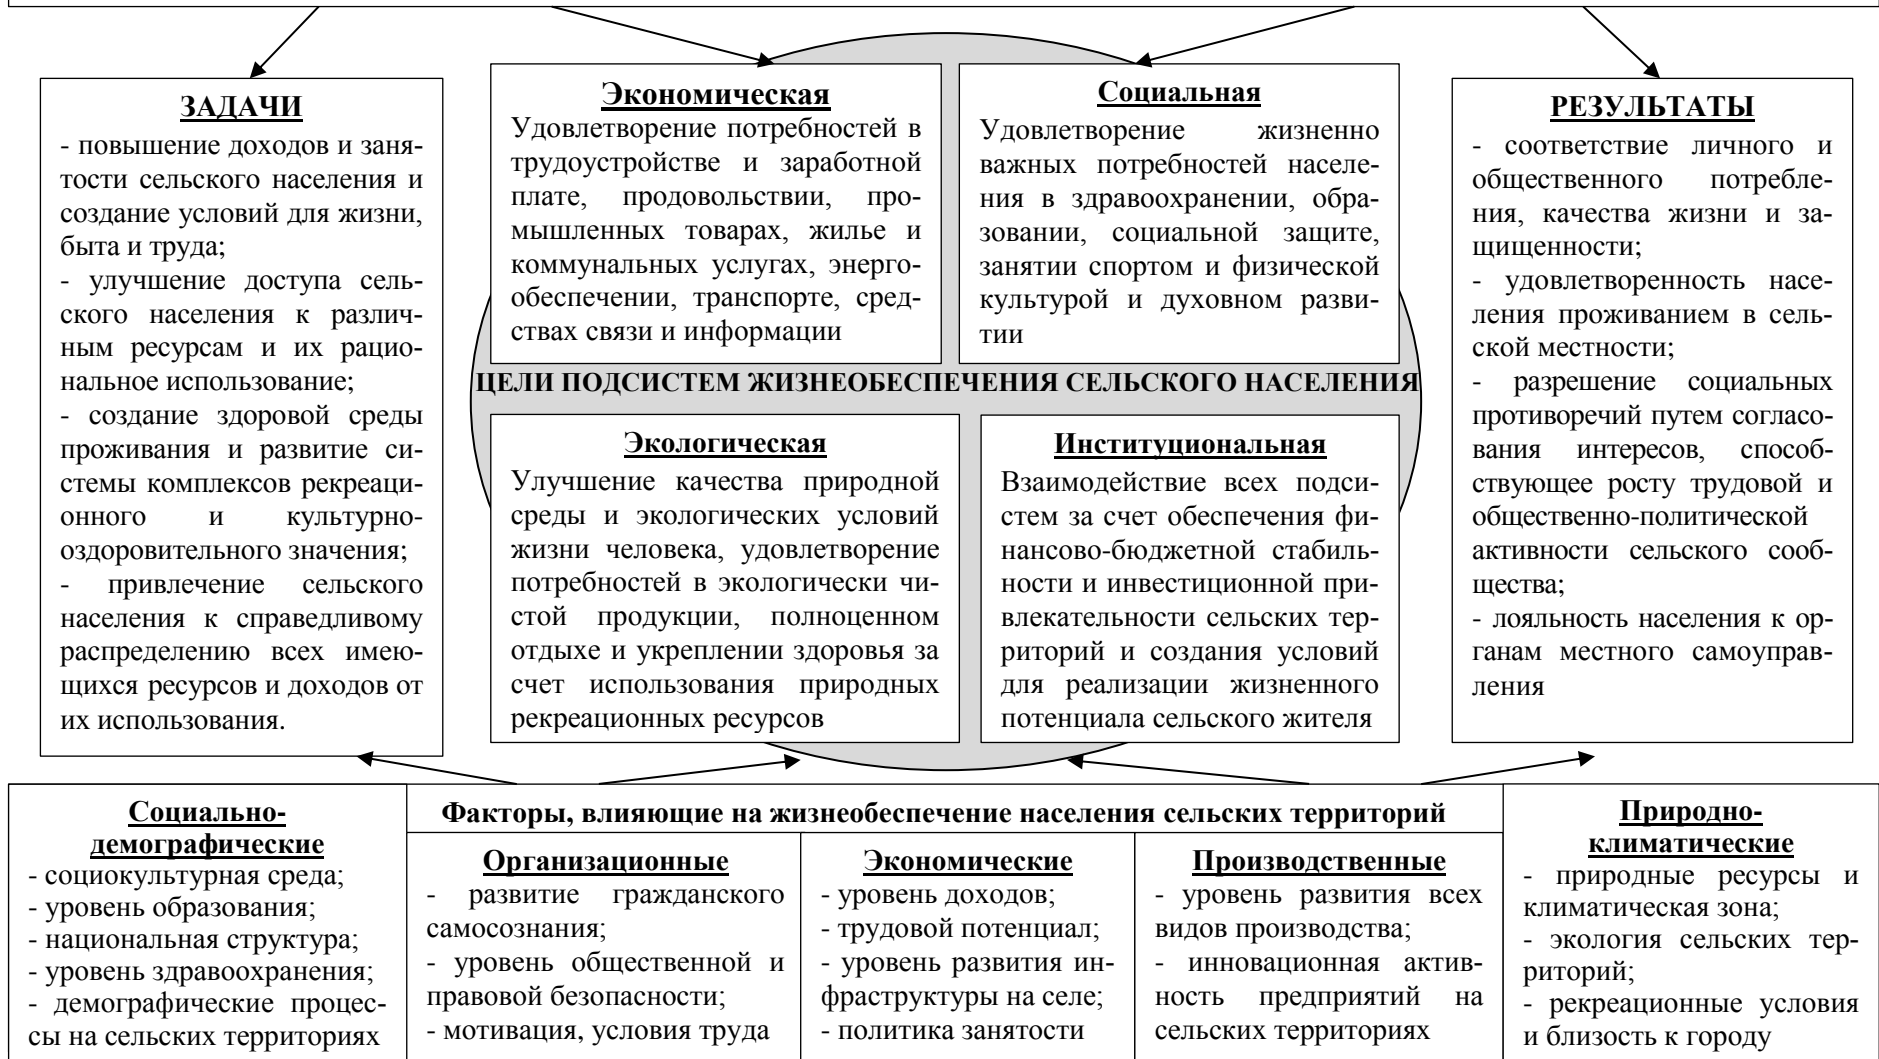 ЗАДАЧИ
- повышение доходов и заня-
тости сельского населения и
создание условий для жизни,
быта и труда;
- улучшение доступа сель-
ского населения к различ-
ным ресурсам и их рацио-
нальное использование;
- создание здоровой среды
проживания и развитие си-
стемы комплексов рекреаци-
онного и культурно-
оздоровительного значения;
- привлечение сельского
населения к справедливому
распределению всех имею-
щихся ресурсов и доходов от
их использования.
Экономическая
Удовлетворение потребностей в
трудоустройстве и заработной
плате, продовольствии, про-
мышленных товарах, жилье и
коммунальных услугах, энерго-
обеспечении, транспорте, сред-
ствах связи и информации
Социальная
Удовлетворение жизненно
важных потребностей населе-
ния в здравоохранении, обра-
зовании, социальной защите,
занятии спортом и физической
культурой и духовном разви-
тии
ЦЕЛИ ПОДСИСТЕМ ЖИЗНЕОБЕСПЕЧЕНИЯ СЕЛЬСКОГО НАСЕЛЕНИЯ
Экологическая
Улучшение качества природной
среды и экологических условий
жизни человека, удовлетворение
потребностей в экологически чи-
стой продукции, полноценном
отдыхе и укреплении здоровья за
счет использования природных
рекреационных ресурсов
Институциональная
Взаимодействие всех подси-
стем за счет обеспечения фи-
нансово-бюджетной стабиль-
ности и инвестиционной при-
влекательности сельских тер-
риторий и создания условий
для реализации жизненного
потенциала сельского жителя
РЕЗУЛЬТАТЫ
- соответствие личного и
общественного потребле-
ния, качества жизни и за-
щищенности;
- удовлетворенность насе-
ления проживанием в сель-
ской местности;
- разрешение социальных
противоречий путем согласо-
вания интересов, способ-
ствующее росту трудовой и
общественно-политической
активности сельского сооб-
щества;
- лояльность населения к ор-
ганам местного самоуправ-
ления
Социально-
демографические
- социокультурная среда;
- уровень образования;
- национальная структура;
- уровень здравоохранения;
- демографические процес-
сы на сельских территориях
Факторы, влияющие на жизнеобеспечение населения сельских территорий
Организационные
- развитие гражданского
самосознания;
- уровень общественной и
правовой безопасности;
- мотивация, условия труда
Экономические
- уровень доходов;
- трудовой потенциал;
- уровень развития ин-
фраструктуры на селе;
- политика занятости
Производственные
- уровень развития всех
видов производства;
- инновационная актив-
ность предприятий на
сельских территориях
Природно-
климатические
- природные ресурсы и
климатическая зона;
- экология сельских тер-
риторий;
- рекреационные условия
и близость к городу